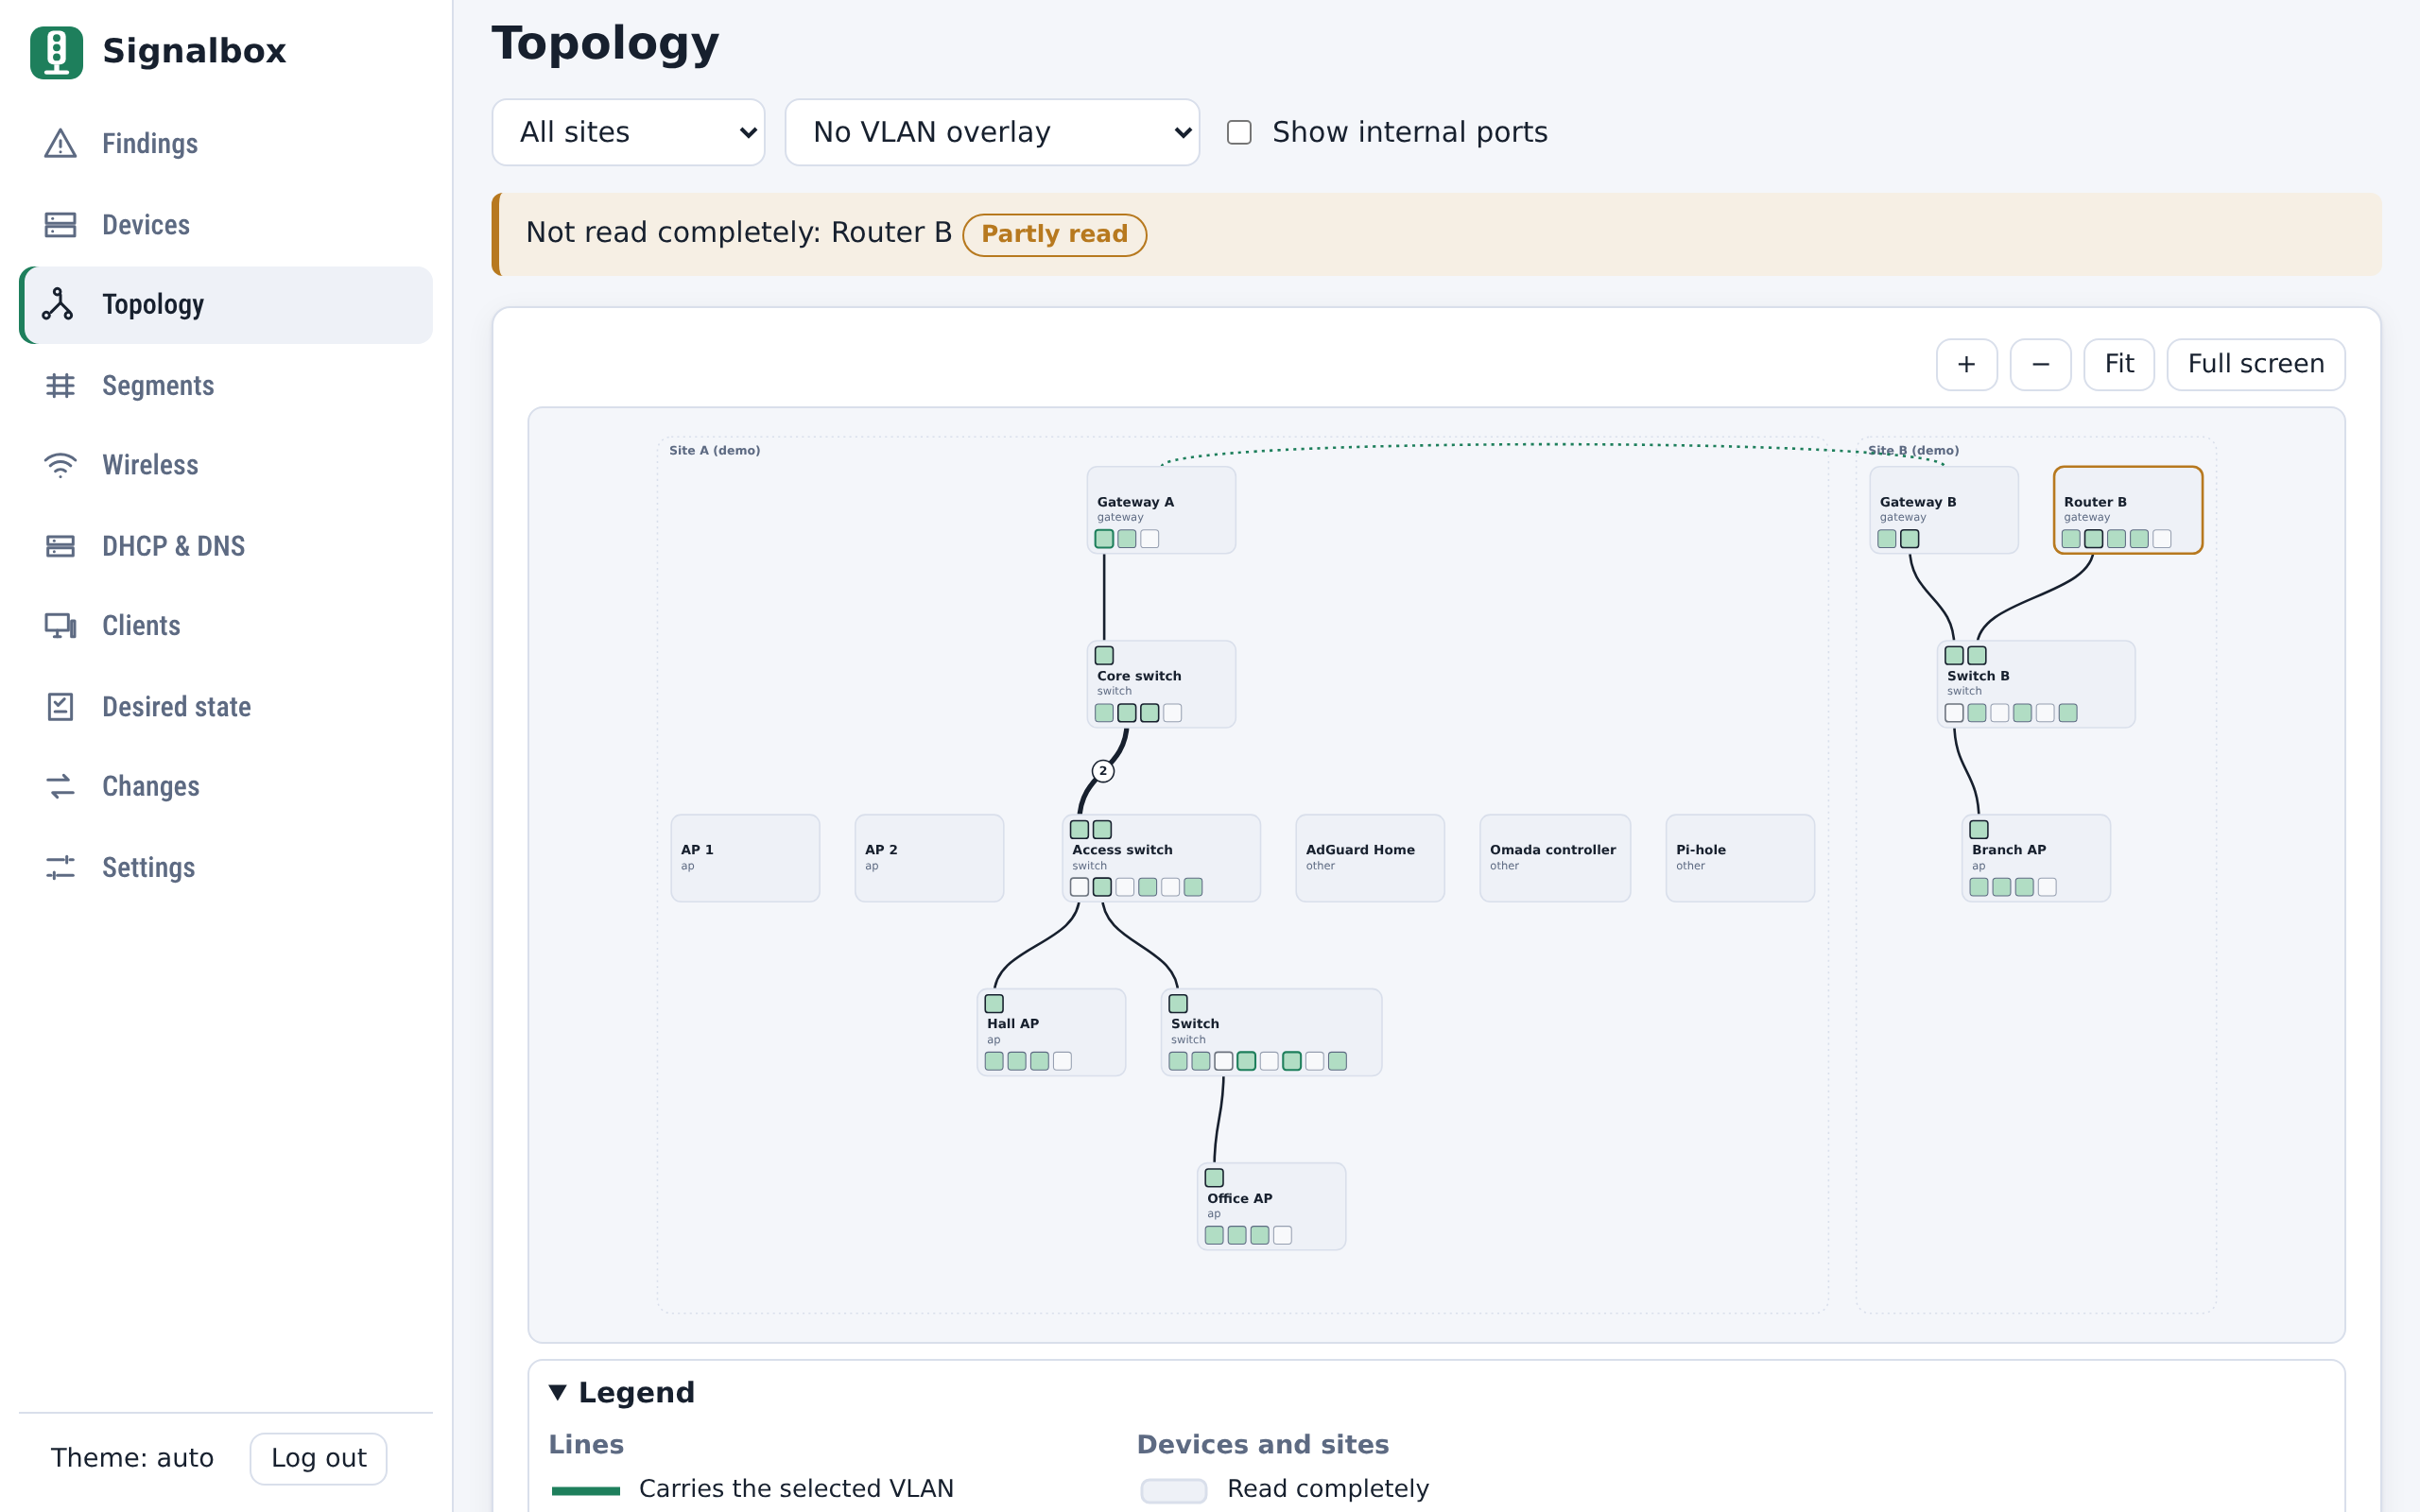 Signalbox
Findings
Devices
Topology
Segments
Wireless
DHCP & DNS
Clients
Desired state
Changes
Settings
Theme: auto
Log out
Topology
All sites
No VLAN overlay
Show internal ports
Not read completely: Router B Partly read
+
−
Fit
Full screen
Site A (demo)
Site B (demo)
Gateway A
gateway
Gateway B
gateway
Router B
gateway
Core switch
switch
Switch B
switch
2
AP 1
ap
AP 2
ap
Access switch
switch
AdGuard Home
other
Omada controller
other
Pi-hole
other
Branch AP
ap
Hall AP
ap
Switch
switch
Office AP
ap
Legend
Lines
Carries the selected VLAN
Devices and sites
Read completely